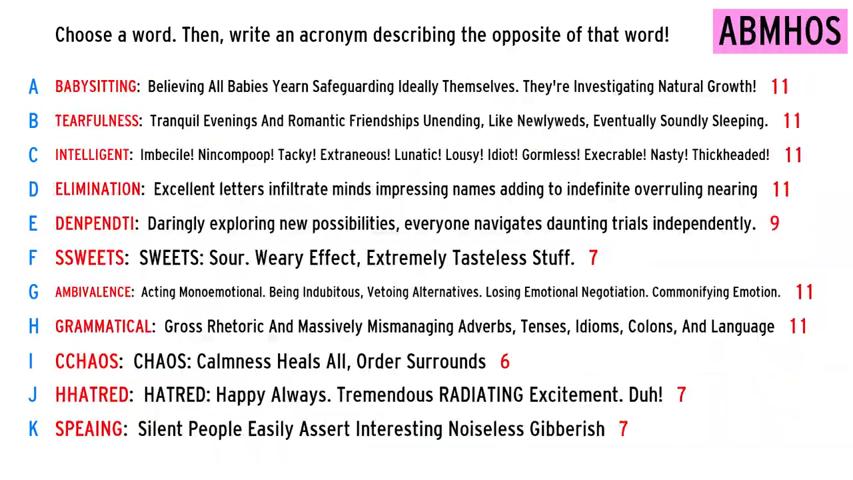 Choose a word. Then, write an acronym describing the opposite of that word!
ABMHOS
A BABYSITTING: Believing All Babies Yearn Safeguarding Ideally Themselves. They're Investigating Natural Growth! 11
B TEARFULNESS: Tranquil Evenings And Romantic Friendships Unending, Like Newlyweds, Eventually Soundly Sleeping. 11
C INTELLIGENT: Imbecile! Nincompoop! Tacky! Extraneous! Lunatic! Lousy! Idiot! Gormless! Execrable! Nasty! Thickheaded! 11
D ELIMINATION: Excellent letters infiltrate minds impressing names adding to indefinite overruling nearing 11
E DENPENDTI: Daringly exploring new possibilities, everyone navigates daunting trials independently. 9
F SSWEETS: SWEETS: Sour. Weary Effect, Extremely Tasteless Stuff. 7
G AMBIVALENCE: Acting Monoemotional. Being Indubitous, Vetoing Alternatives. Losing Emotional Negotiation. Commonifying Emotion. 11
H GRAMMATICAL: Gross Rhetoric And Massively Mismanaging Adverbs, Tenses, Idioms, Colons, And Language 11
I CCHAOS: CHAOS: Calmness Heals All, Order Surrounds 6
J HHATRED: HATRED: Happy Always. Tremendous RADIATING Excitement. Duh! 7
K SPEAING: Silent People Easily Assert Interesting Noiseless Gibberish 7